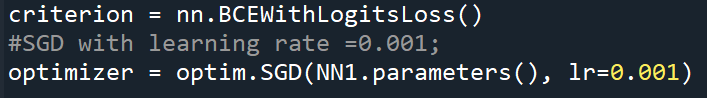 criterion = nn.BCEWithLogitsLoss()
#SGD with learning rate =0.001;
optimizer = optim.SGD(NN1.parameters(), lr=0.001)